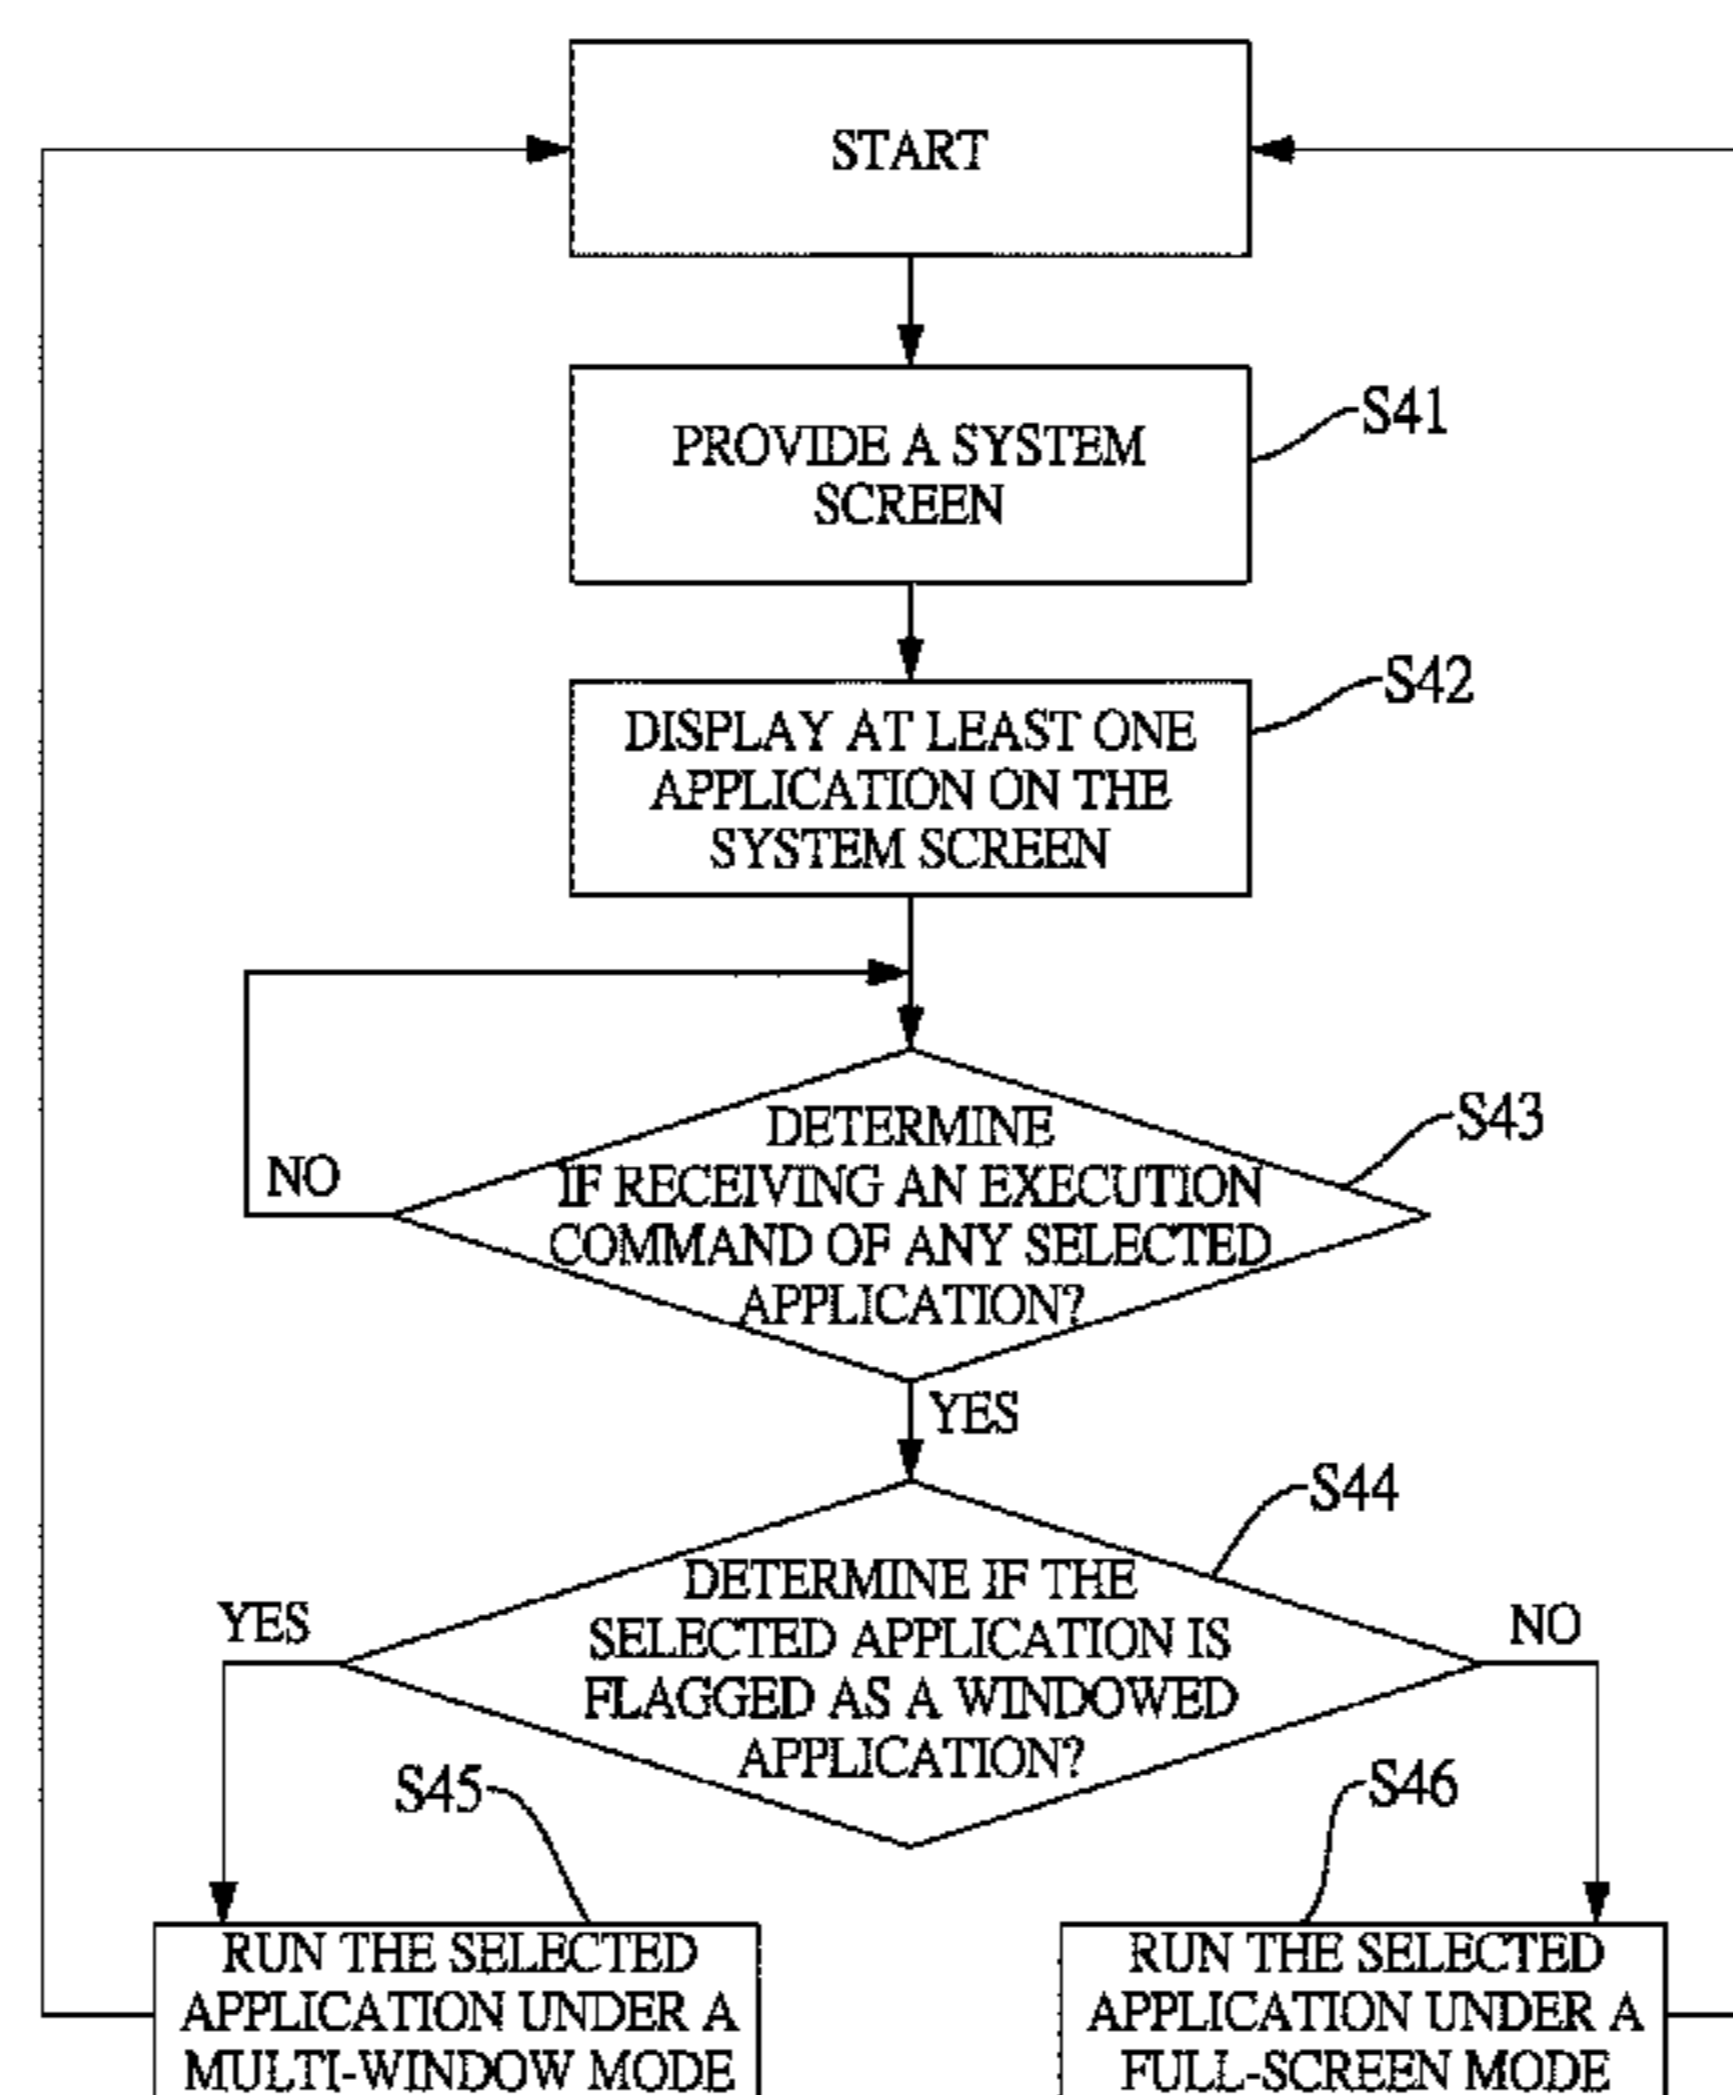 START
PROVIDE A SYSTEM
SCREEN
S41
DISPLAY AT LEAST ONE
APPLICATION ON THE
SYSTEM SCREEN
S42
DETERMINE
IF RECEIVING AN EXECUTION
COMMAND OF ANY SELECTED
APPLICATION?
S43
NO
YES
DETERMINE IF THE
SELECTED APPLICATION IS
FLAGGED AS A WINDOWED
APPLICATION?
S44
YES
NO
S45
S46
RUN THE SELECTED
APPLICATION UNDER A
MULTI-WINDOW MODE
RUN THE SELECTED
APPLICATION UNDER A
FULL-SCREEN MODE